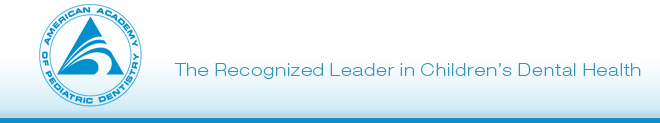 AMERICAN ACADEMY
OF PEDIATRIC DENTISTRY
The Recognized Leader in Children's Dental Health